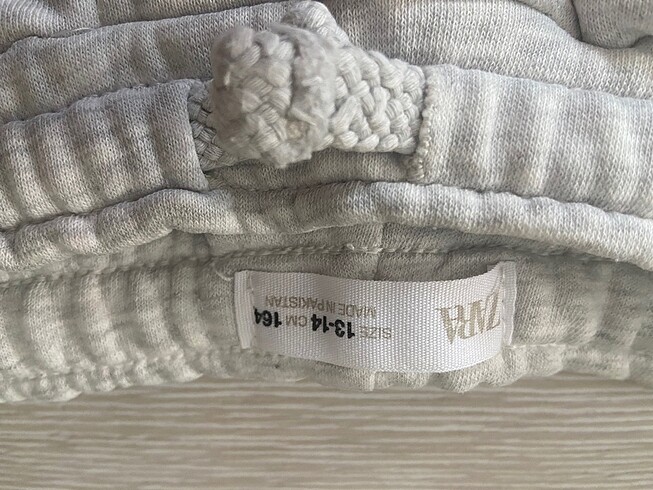 ZARA
SIZE 13-14 CM 164
MADE IN PAKISTAN